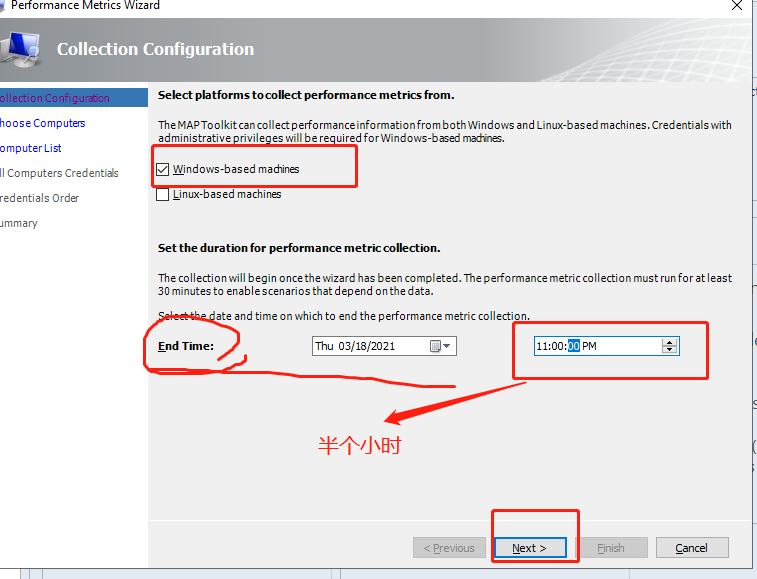 Performance Metrics Wizard
Collection Configuration
ollection Configuration
hoose Computers
omputer List
ll Computers Credentials
redentials Order
ummary
Select platforms to collect performance metrics from.
The MAP Toolkit can collect performance information from both Windows and Linux-based machines. Credentials with
administrative privileges will be required for Windows-based machines.
Windows-based machines
Linux-based machines
Set the duration for performance metric collection.
The collection will begin once the wizard has been completed. The performance metric collection must run for at least
30 minutes to enable scenarios that depend on the data.
Select the date and time on which to end the performance metric collection.
End Time:
Thu 03/18/2021
11:00:00 PM
半个小时
< Previous
Next >
Finish
Cancel